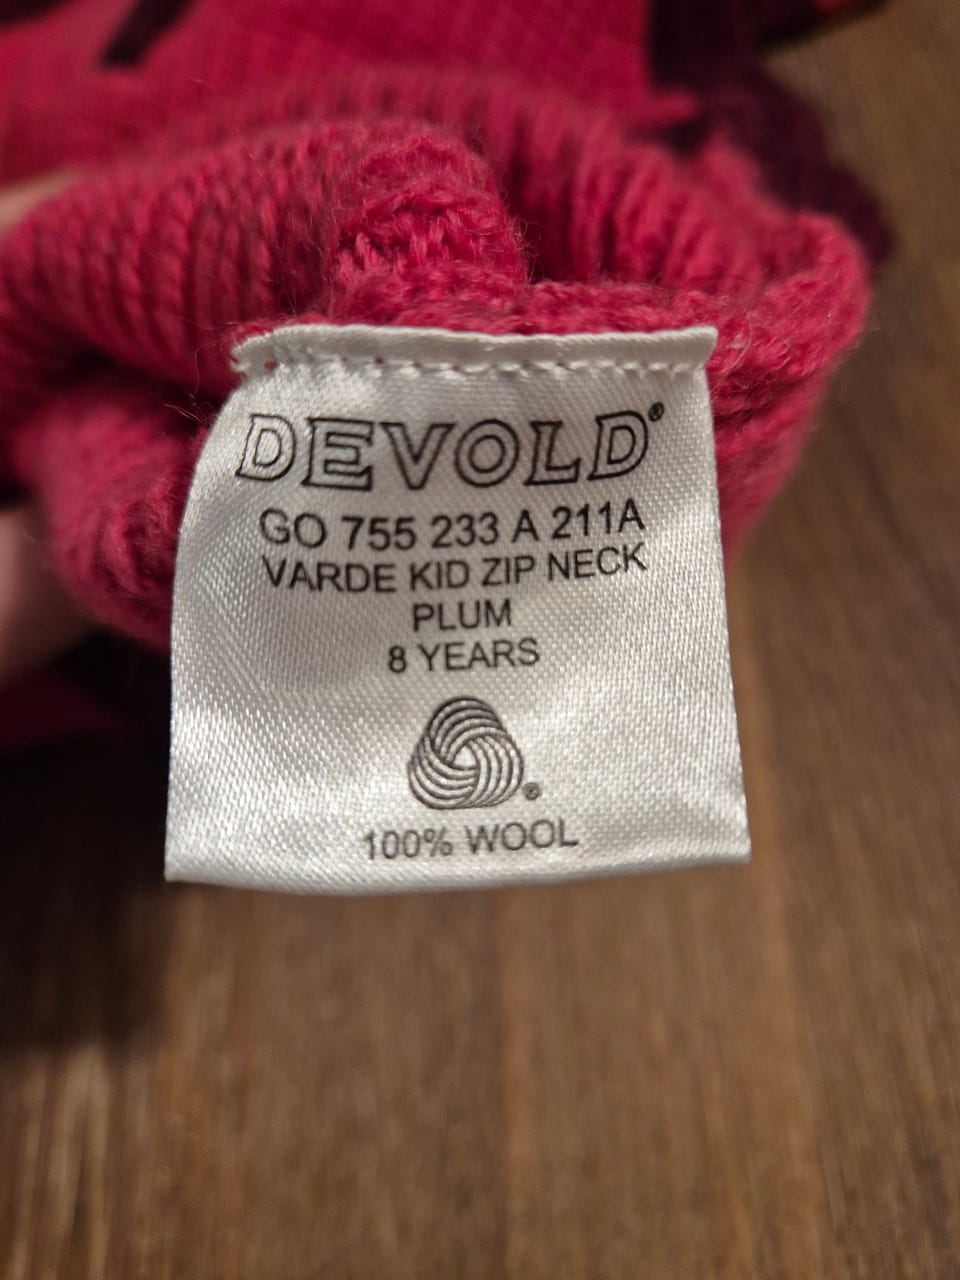 DEVOLD®
GO 755 233 A 211A
VARDE KID ZIP NECK
PLUM
8 YEARS
®
100% WOOL